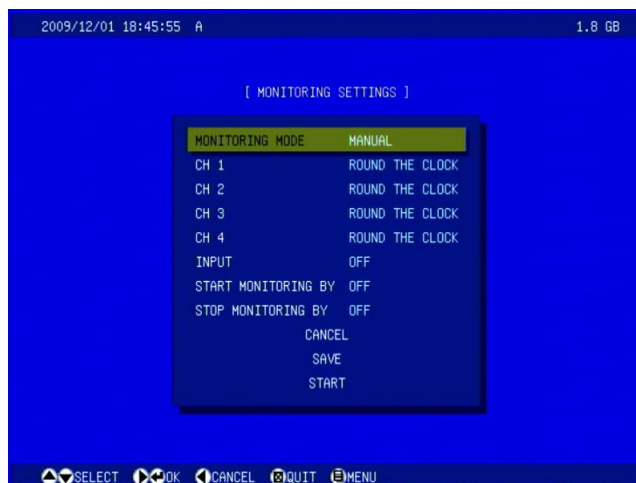 2009/12/01 18:45:55 A 1.8 GB
[ MONITORING SETTINGS ]
MONITORING MODE MANUAL
CH 1 ROUND THE CLOCK
CH 2 ROUND THE CLOCK
CH 3 ROUND THE CLOCK
CH 4 ROUND THE CLOCK
INPUT OFF
START MONITORING BY OFF
STOP MONITORING BY OFF
CANCEL
SAVE
START
SELECT OK CANCEL QUIT MENU